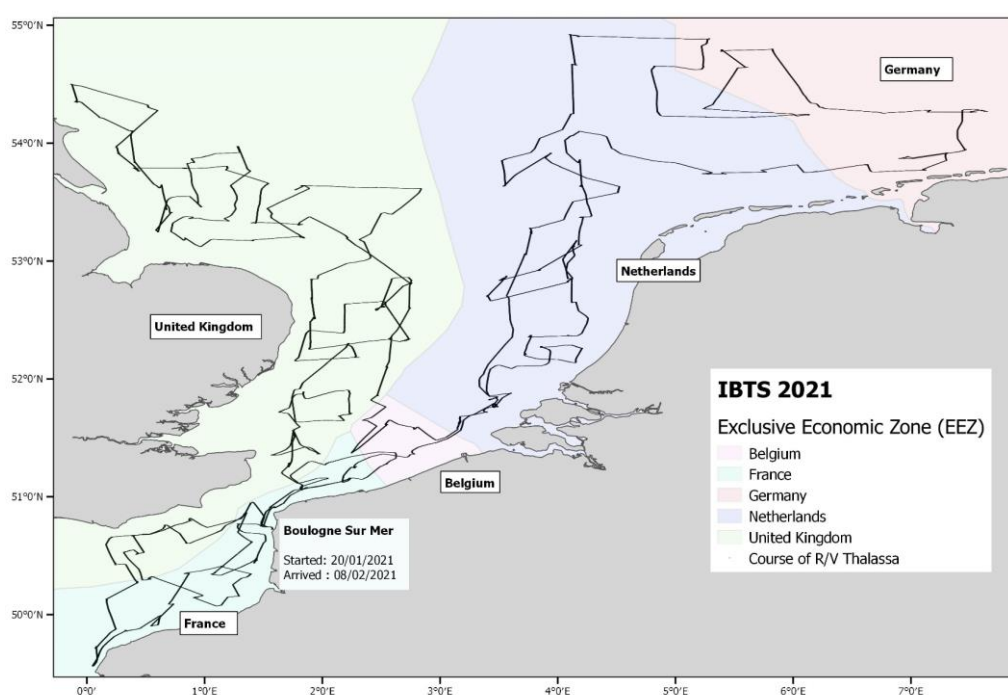 55°0'N
54°0'N
53°0'N
52°0'N
51°0'N
50°0'N
Germany
Netherlands
United Kingdom
Belgium
Boulogne Sur Mer
Started: 20/01/2021
Arrived : 08/02/2021
France
IBTS 2021
Exclusive Economic Zone (EEZ)
Belgium
France
Germany
Netherlands
United Kingdom
Course of R/V Thalassa
0°
1°0'E
2°0'E
3°0'E
4°0'E
5°0'E
6°0'E
7°0'E